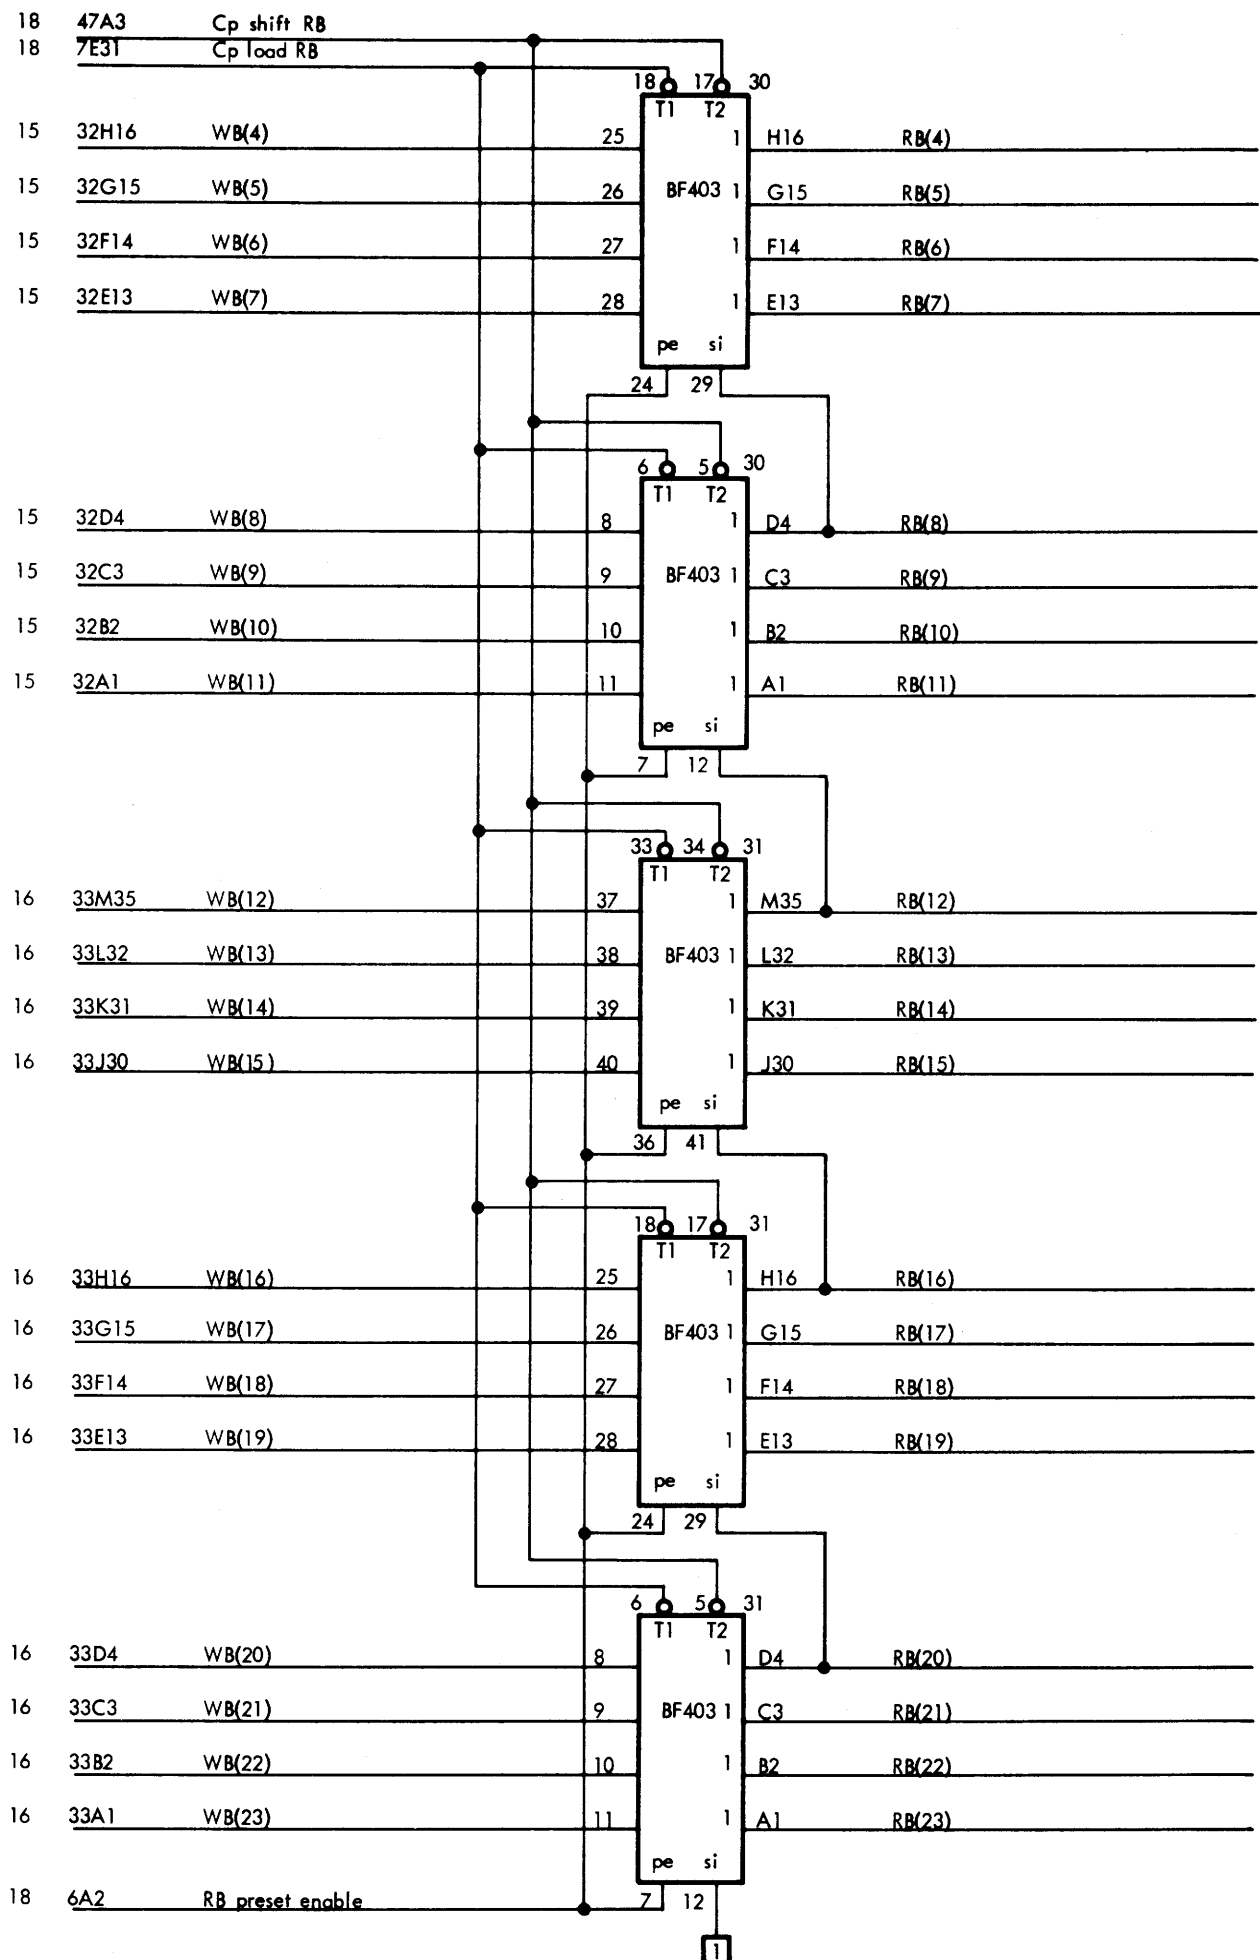 18 47A3 Cp shift RB
18 7E31 Cp load RB
18 17 30
T1 T2
15 32H16 WB(4) 25 1 H16 RB(4)
15 32G15 WB(5) 26 BF403 1 G15 RB(5)
15 32F14 WB(6) 27 1 F14 RB(6)
15 32E13 WB(7) 28 1 E13 RB(7)
pe si
24 29
6 5 30
T1 T2
15 32D4 WB(8) 8 1 D4 RB(8)
15 32C3 WB(9) 9 BF403 1 C3 RB(9)
15 32B2 WB(10) 10 1 B2 RB(10)
15 32A1 WB(11) 11 1 A1 RB(11)
pe si
7 12
33 34 31
T1 T2
16 33M35 WB(12) 37 1 M35 RB(12)
16 33L32 WB(13) 38 BF403 1 L32 RB(13)
16 33K31 WB(14) 39 1 K31 RB(14)
16 33J30 WB(15) 40 1 J30 RB(15)
pe si
36 41
18 17 31
T1 T2
16 33H16 WB(16) 25 1 H16 RB(16)
16 33G15 WB(17) 26 BF403 1 G15 RB(17)
16 33F14 WB(18) 27 1 F14 RB(18)
16 33E13 WB(19) 28 1 E13 RB(19)
pe si
24 29
6 5 31
T1 T2
16 33D4 WB(20) 8 1 D4 RB(20)
16 33C3 WB(21) 9 BF403 1 C3 RB(21)
16 33B2 WB(22) 10 1 B2 RB(22)
16 33A1 WB(23) 11 1 A1 RB(23)
pe si
18 6A2 RB preset enable 7 12
1